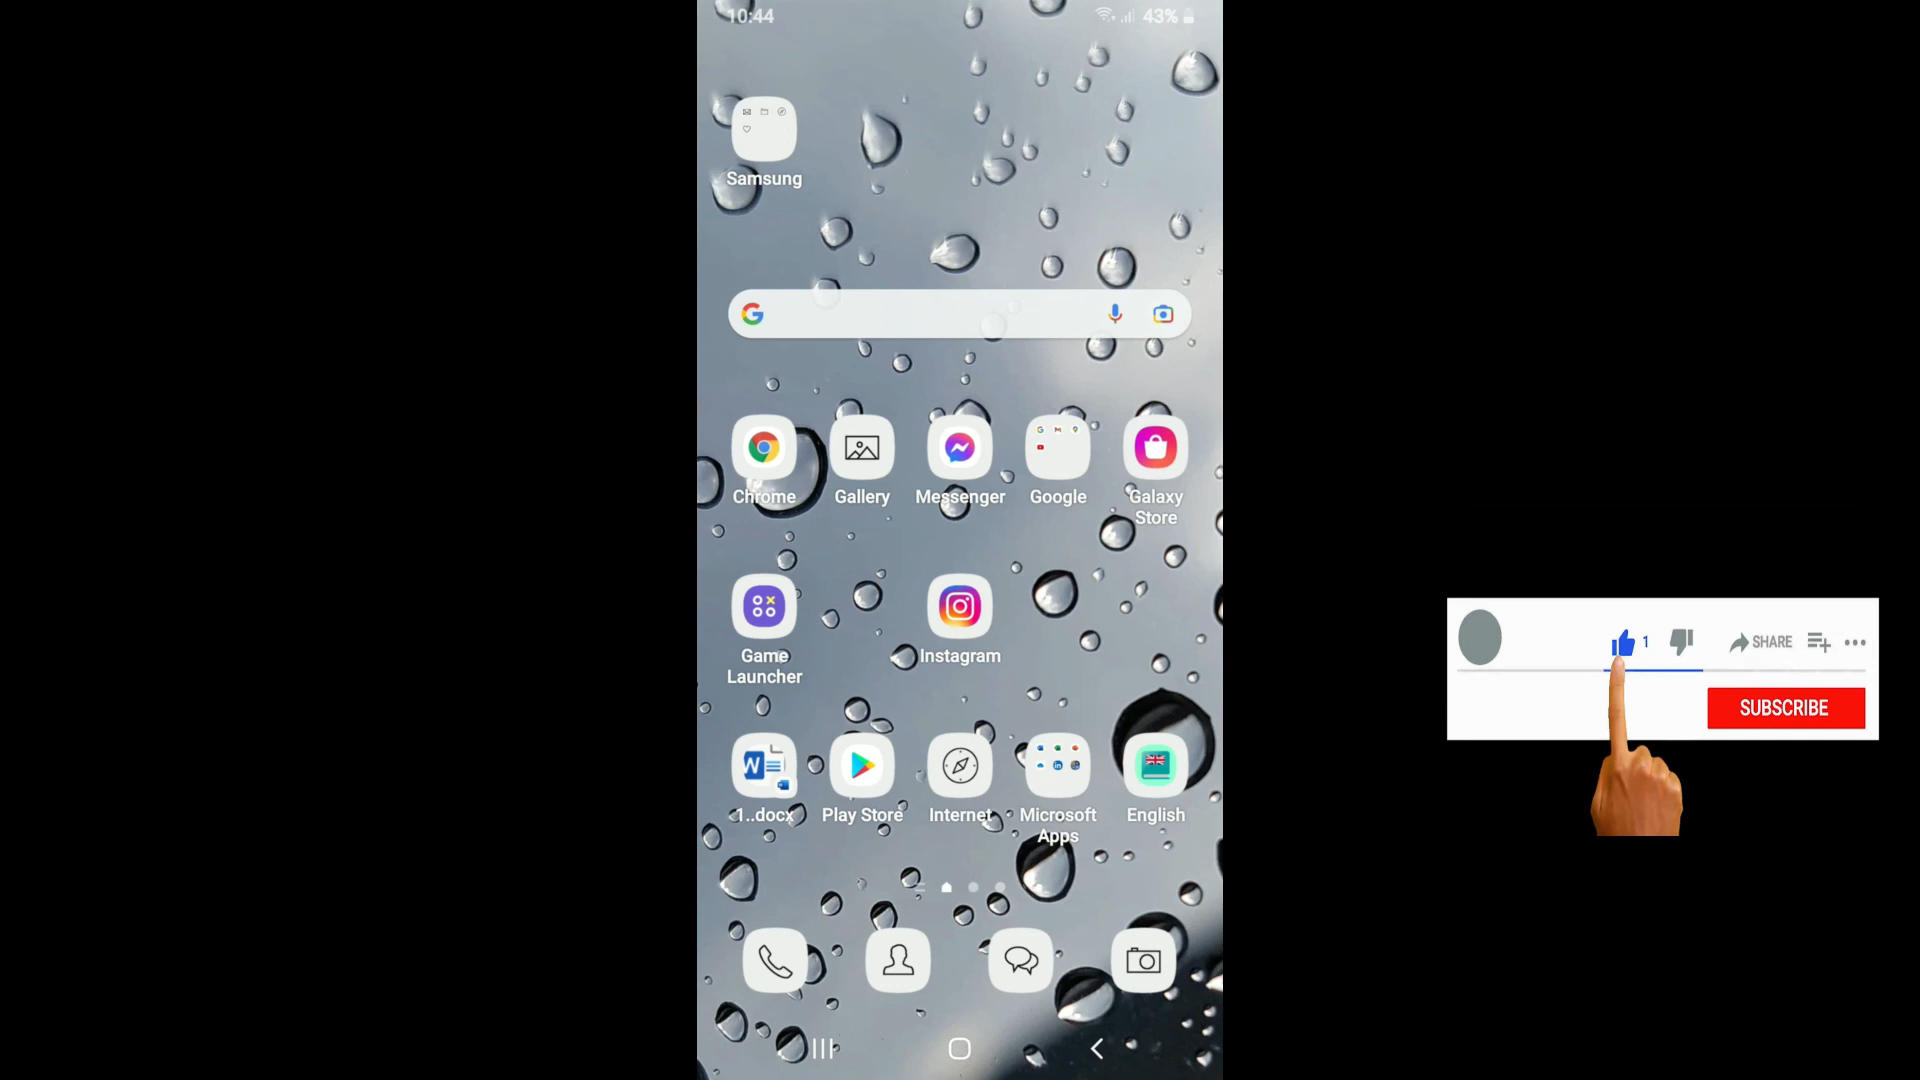 10:44
43%
Samsung
Chrome
Gallery
Messenger
Google
Galaxy
Store
Game
Launcher
Instagram
1..docx
Play Store
Internet
Microsoft
Apps
English
1
SHARE
SUBSCRIBE